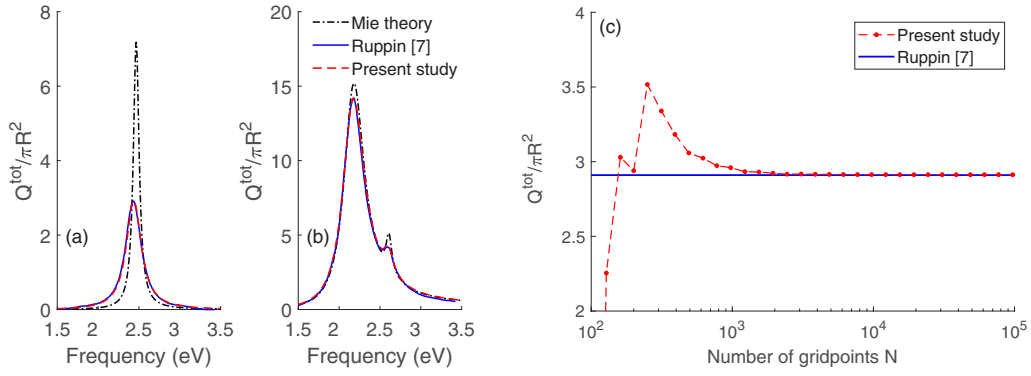 8
6
4
2
0
Q^tot/πR^2
(a)
1.5 2 2.5 3 3.5
Frequency (eV)
20
15
10
5
0
Q^tot/πR^2
Mie theory
Ruppin [7]
Present study
(b)
1.5 2 2.5 3 3.5
Frequency (eV)
(c)
4
3.5
3
2.5
2
Q^tot/πR^2
Present study
Ruppin [7]
10^2 10^3 10^4 10^5
Number of gridpoints N